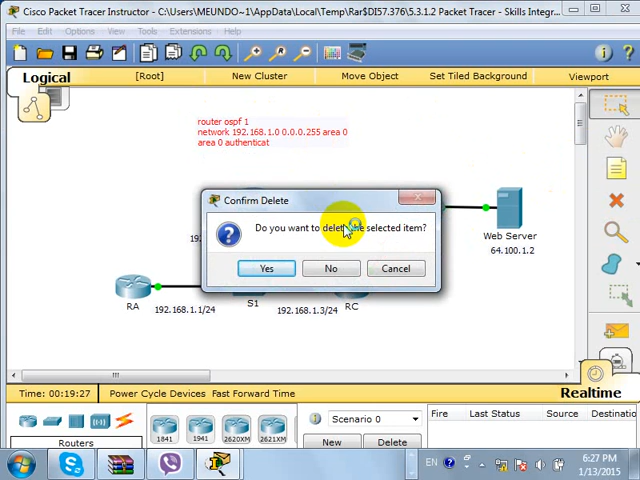 Cisco Packet Tracer Instructor - C:\Users\MEUNDO~1\AppData\Local\Temp\Rar$DI57.376\5.3.1.2 Packet Tracer - Skills Integr...
File Edit Options View Tools Extensions Help
Logical [Root] New Cluster Move Object Set Tiled Background Viewport
router ospf 1
network 192.168.1.0 0.0.0.255 area 0
area 0 authenticat
Confirm Delete
Do you want to delete the selected item?
Yes No Cancel
Web Server
64.100.1.2
RA
192.168.1.1/24
S1
192.168.1.3/24
RC
Time: 00:19:27 Power Cycle Devices Fast Forward Time Realtime
Routers
1841 1941 2620XM 2621XM
Scenario 0
New Delete
Fire Last Status Source Destinatio
EN
6:27 PM
1/13/2015